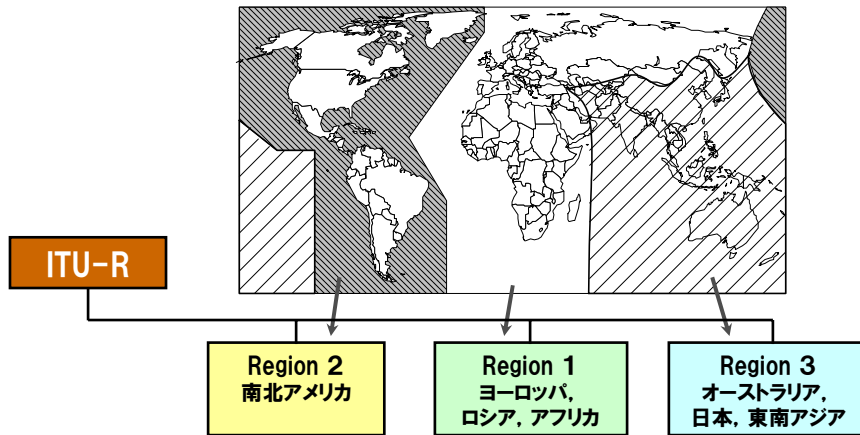 ITU-R
Region 2
南北アメリカ
Region 1
ヨーロッパ,
ロシア, アフリカ
Region 3
オーストラリア,
日本, 東南アジア